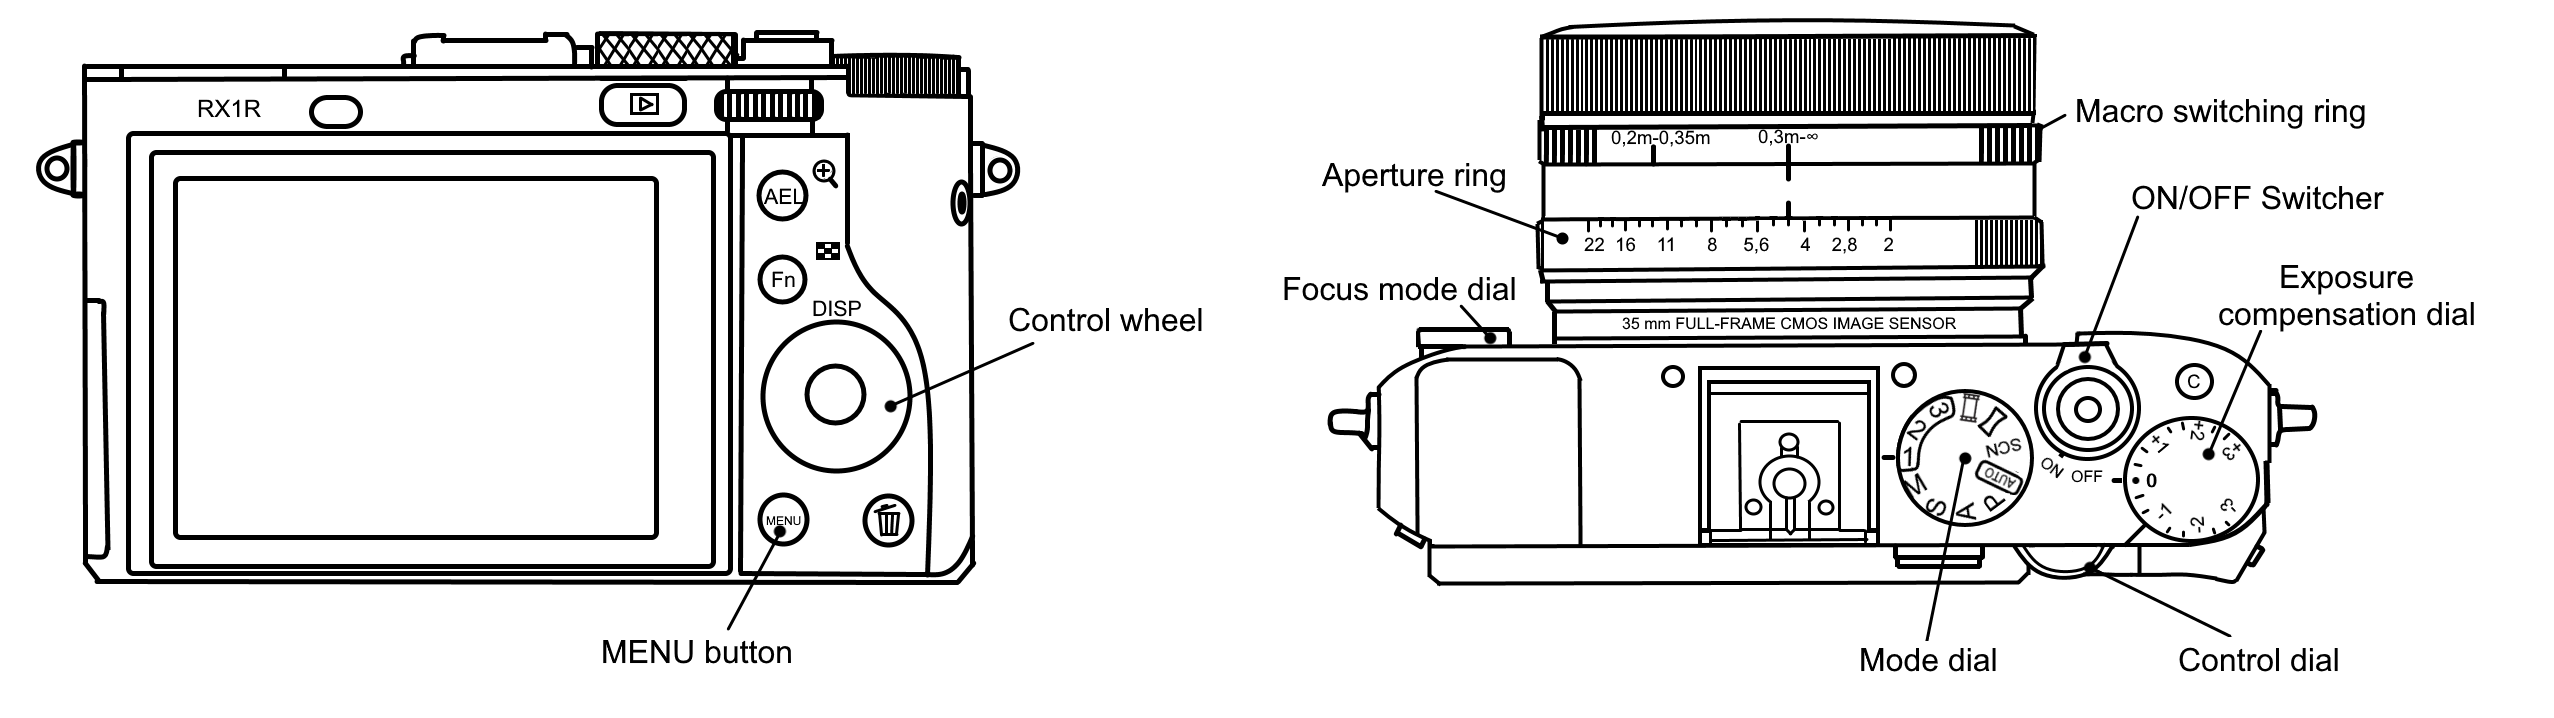 RX1R
AEL
Fn
DISP
Control wheel
MENU
MENU button
Macro switching ring
0,2m-0,35m 0,3m-∞
Aperture ring
ON/OFF Switcher
22 16 11 8 5,6 4 2,8 2
Exposure
compensation dial
Focus mode dial
35 mm FULL-FRAME CMOS IMAGE SENSOR
C
3
2
1
M
S
A
P
AUTO
SCN
ON OFF
+1 +2 +3
0
-1 -2 -3
Mode dial
Control dial